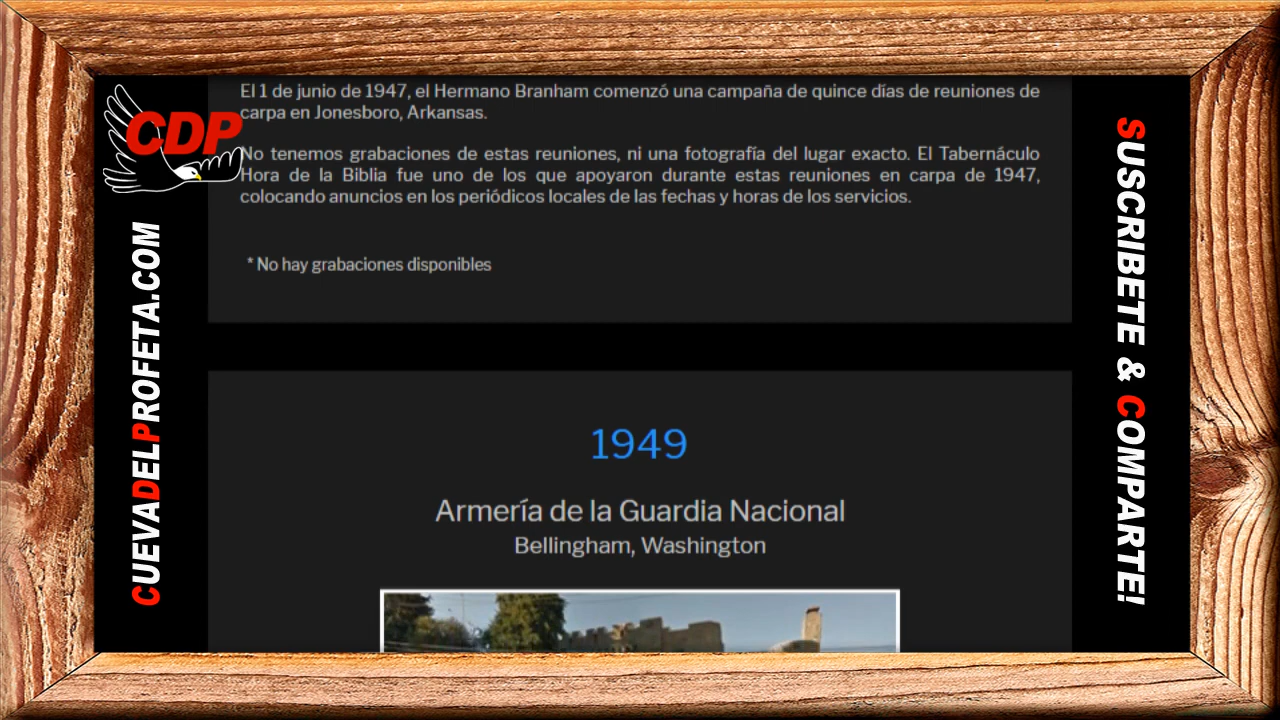 El 1 de junio de 1947, el Hermano Branham comenzó una campaña de quince días de reuniones de
carpa en Jonesboro, Arkansas.
No tenemos grabaciones de estas reuniones, ni una fotografía del lugar exacto. El Tabernáculo
Hora de la Biblia fue uno de los que apoyaron durante estas reuniones en carpa de 1947,
colocando anuncios en los periódicos locales de las fechas y horas de los servicios.
* No hay grabaciones disponibles
1949
Armería de la Guardia Nacional
Bellingham, Washington
CDP
CUEVADELPROFETA.COM
SUSCRIBETE & COMPARTE!